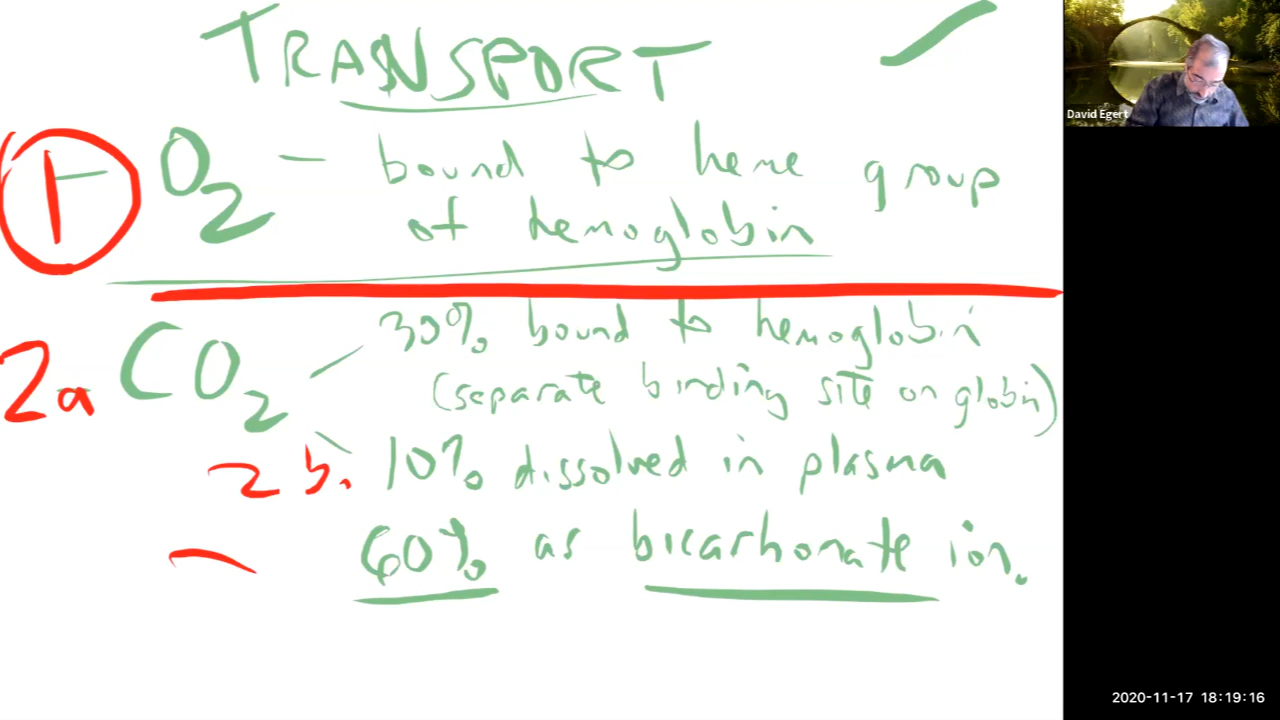 TRANSPORT
David Egert
1 O2 - bound to heme group
of hemoglobin
2a CO2 - 30% bound to hemoglobin
(separate binding site on globin)
2 b. 10% dissolved in plasma
60% as bicarbonate ion.
2020-11-17 18:19:16